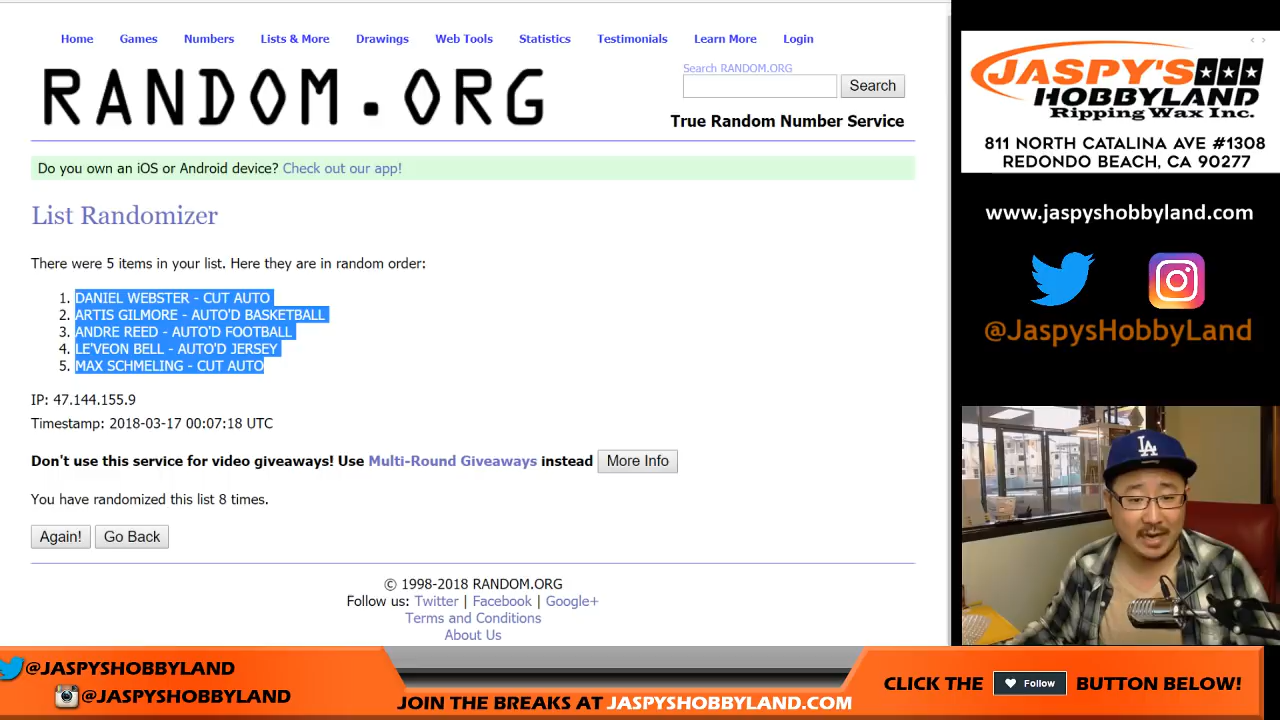 Home Games Numbers Lists & More Drawings Web Tools Statistics Testimonials Learn More Login
RANDOM.ORG
Search RANDOM.ORG
Search
True Random Number Service
Do you own an iOS or Android device? Check out our app!
List Randomizer
There were 5 items in your list. Here they are in random order:
1. DANIEL WEBSTER - CUT AUTO
2. ARTIS GILMORE - AUTO'D BASKETBALL
3. ANDRE REED - AUTO'D FOOTBALL
4. LE'VEON BELL - AUTO'D JERSEY
5. MAX SCHMELING - CUT AUTO
IP: 47.144.155.9
Timestamp: 2018-03-17 00:07:18 UTC
Don't use this service for video giveaways! Use Multi-Round Giveaways instead More Info
You have randomized this list 8 times.
Again! Go Back
© 1998-2018 RANDOM.ORG
Follow us: Twitter | Facebook | Google+
Terms and Conditions
About Us
JASPY'S
HOBBYLAND
Ripping Wax Inc.
811 NORTH CATALINA AVE #1308
REDONDO BEACH, CA 90277
www.jaspyshobbyland.com
@JaspysHobbyLand
LA
@JASPYSHOBBYLAND
@JASPYSHOBBYLAND
JOIN THE BREAKS AT JASPYSHOBBYLAND.COM
CLICK THE Follow BUTTON BELOW!